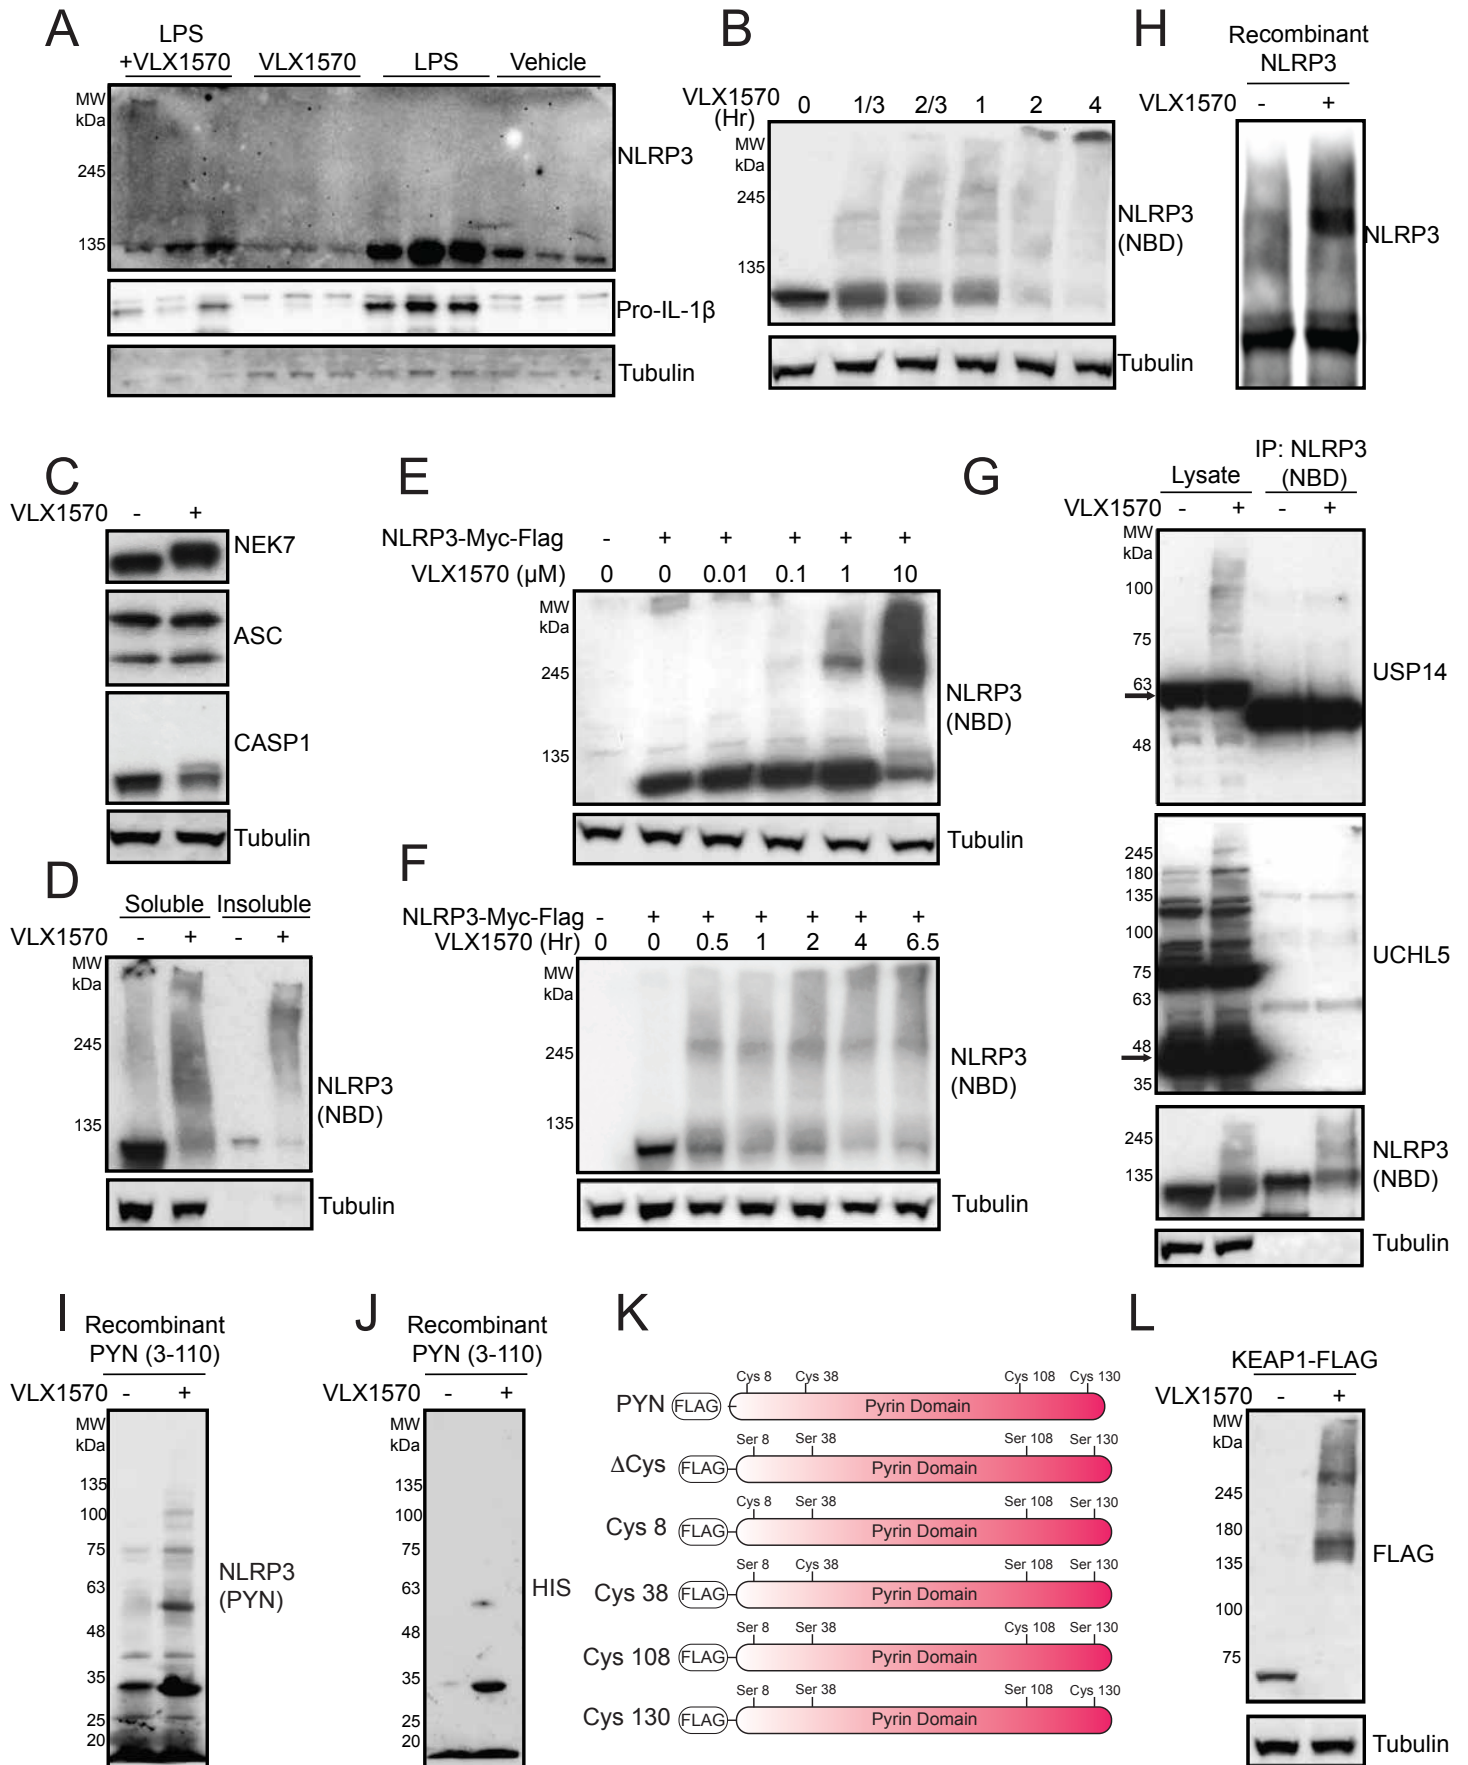 A
LPS
+VLX1570 VLX1570 LPS Vehicle
MW
kDa
245
135
NLRP3
Pro-IL-1β
Tubulin
B
VLX1570
(Hr)
0 1/3 2/3 1 2 4
MW
kDa
245
135
NLRP3
(NBD)
Tubulin
H
Recombinant
NLRP3
VLX1570 - +
NLRP3
C
VLX1570 - +
NEK7
ASC
CASP1
Tubulin
D
Soluble Insoluble
VLX1570 - + - +
MW
kDa
245
135
NLRP3
(NBD)
Tubulin
E
NLRP3-Myc-Flag - + + + + +
VLX1570 (μM) 0 0 0.01 0.1 1 10
MW
kDa
245
135
NLRP3
(NBD)
Tubulin
F
NLRP3-Myc-Flag - + + + + + +
VLX1570 (Hr) 0 0 0.5 1 2 4 6.5
MW
kDa
245
135
NLRP3
(NBD)
Tubulin
G
Lysate IP: NLRP3
(NBD)
VLX1570 - + - +
MW
kDa
100
75
63
48
USP14
245
180
135
100
75
63
48
35
UCHL5
245
135
NLRP3
(NBD)
Tubulin
I
Recombinant
PYN (3-110)
VLX1570 - +
MW
kDa
135
100
75
63
48
35
25
20
NLRP3
(PYN)
J
Recombinant
PYN (3-110)
VLX1570 - +
MW
kDa
135
100
75
63
48
35
25
20
HIS
K
Cys 8 Cys 38 Cys 108 Cys 130
PYN FLAG Pyrin Domain
Ser 8 Ser 38 Ser 108 Ser 130
ΔCys FLAG Pyrin Domain
Cys 8 Ser 38 Ser 108 Ser 130
Cys 8 FLAG Pyrin Domain
Ser 8 Cys 38 Ser 108 Ser 130
Cys 38 FLAG Pyrin Domain
Ser 8 Ser 38 Cys 108 Ser 130
Cys 108 FLAG Pyrin Domain
Ser 8 Ser 38 Ser 108 Cys 130
Cys 130 FLAG Pyrin Domain
L
KEAP1-FLAG
VLX1570 - +
MW
kDa
245
180
135
100
75
FLAG
Tubulin